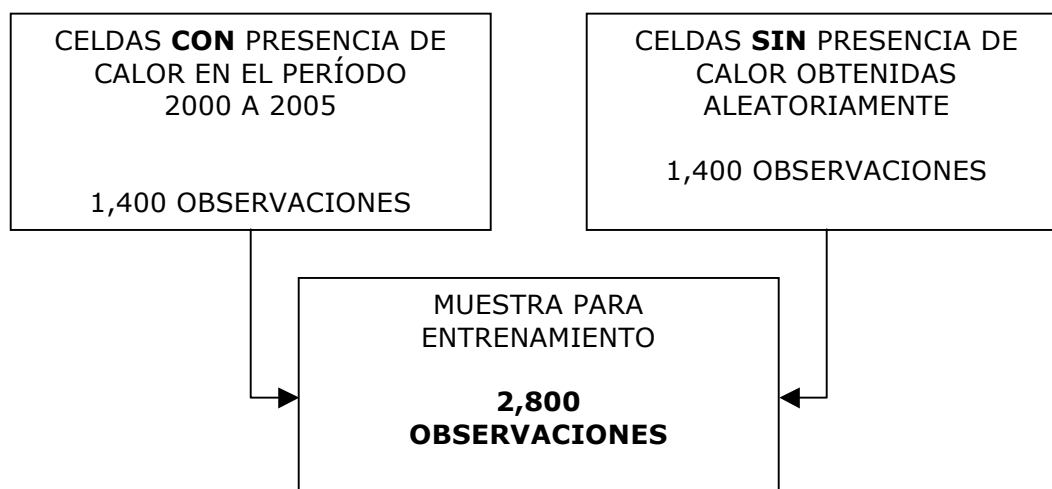 CELDAS CON PRESENCIA DE
CALOR EN EL PERÍODO
2000 A 2005
1,400 OBSERVACIONES
CELDAS SIN PRESENCIA DE
CALOR OBTENIDAS
ALEATORIAMENTE
1,400 OBSERVACIONES
MUESTRA PARA
ENTRENAMIENTO
2,800
OBSERVACIONES